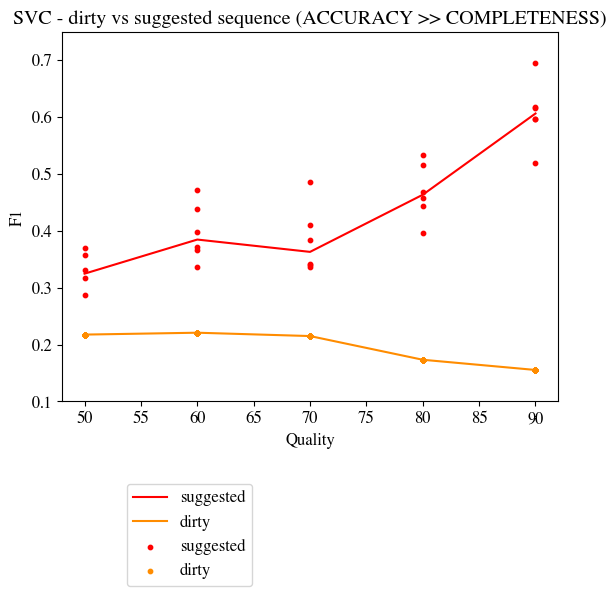 SVC - dirty vs suggested sequence (ACCURACY >> COMPLETENESS)
0.7
0.6
0.5
0.4
0.3
0.2
0.1
F1
50 55 60 65 70 75 80 85 90
Quality
suggested
dirty
suggested
dirty